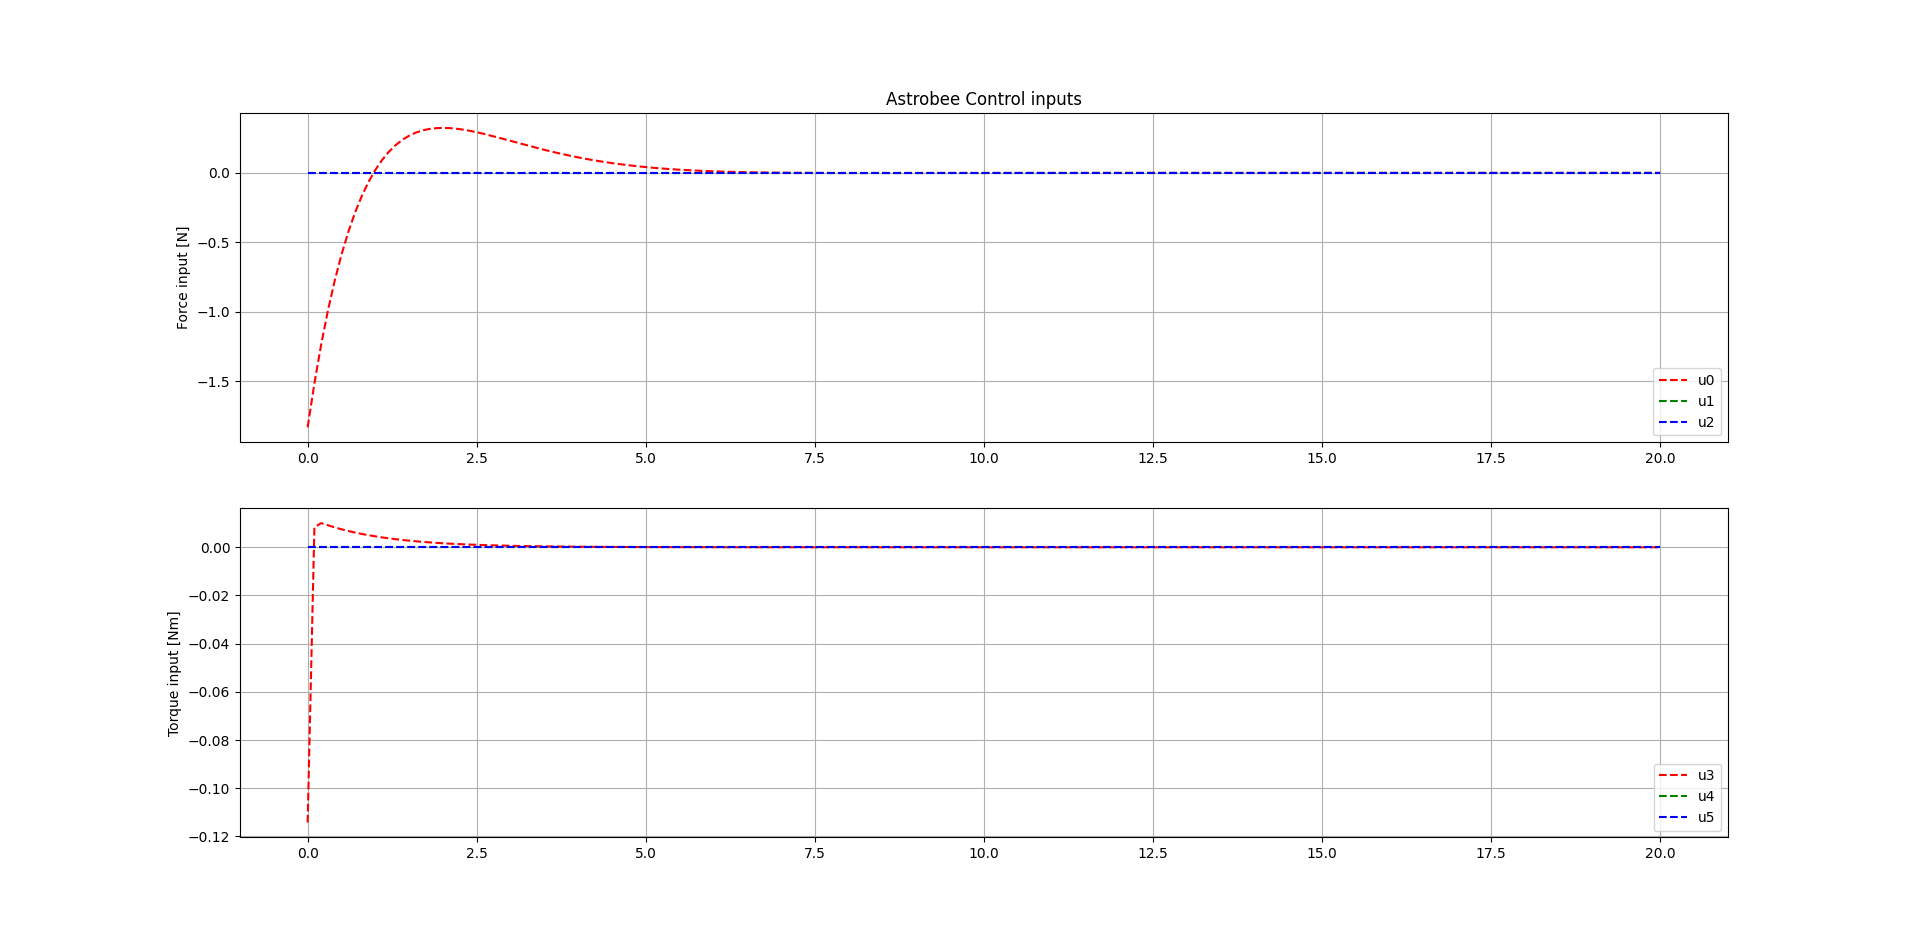 Astrobee Control inputs
Force input [N]
0.0
−0.5
−1.0
−1.5
u0
u1
u2
0.0 2.5 5.0 7.5 10.0 12.5 15.0 17.5 20.0
Torque input [Nm]
0.00
−0.02
−0.04
−0.06
−0.08
−0.10
−0.12
u3
u4
u5
0.0 2.5 5.0 7.5 10.0 12.5 15.0 17.5 20.0